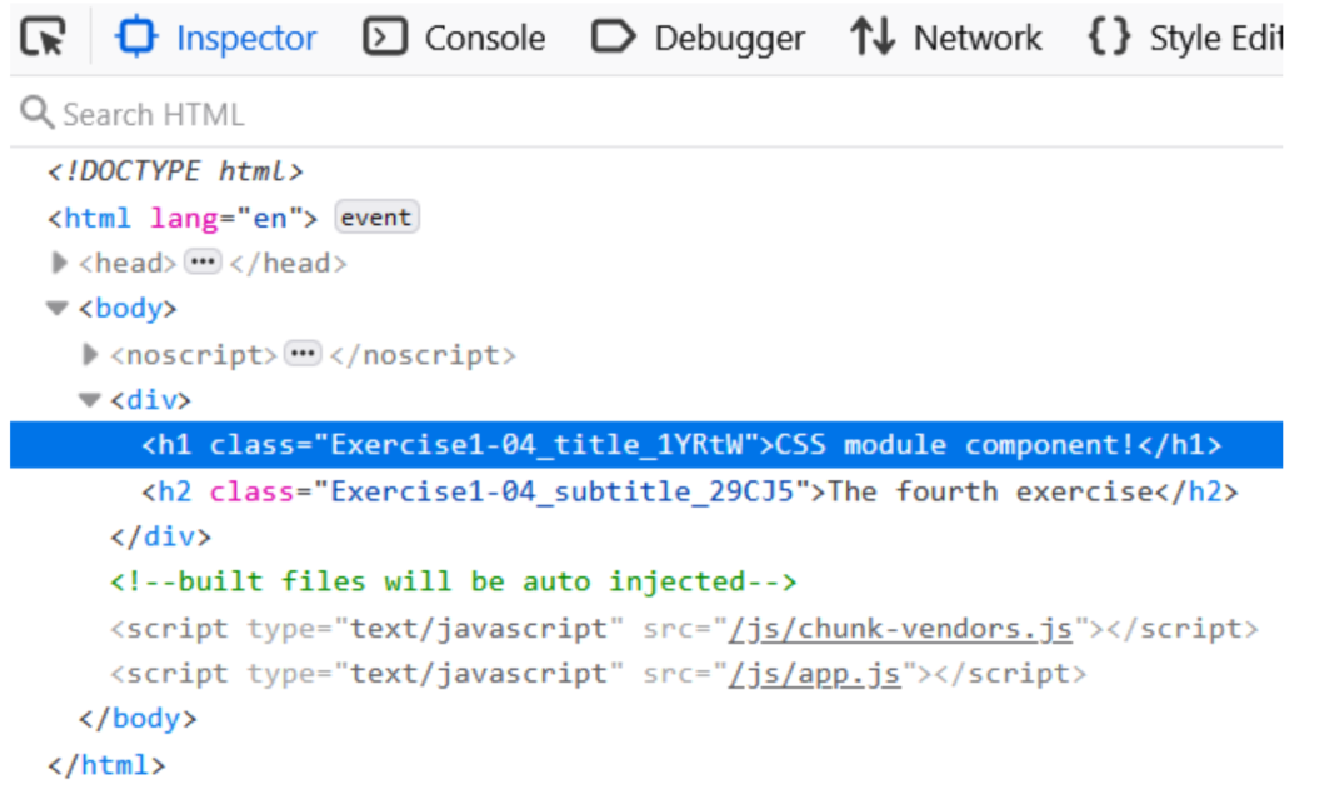 Inspector Console Debugger Network {} Style Edit
Search HTML
<!DOCTYPE html>
<html lang="en"> event
<head> ••• </head>
<body>
<noscript> ••• </noscript>
<div>
<h1 class="Exercise1-04_title_1YRtW">CSS module component!</h1>
<h2 class="Exercise1-04_subtitle_29CJ5">The fourth exercise</h2>
</div>
<!--built files will be auto injected-->
<script type="text/javascript" src="/js/chunk-vendors.js"></script>
<script type="text/javascript" src="/js/app.js"></script>
</body>
</html>